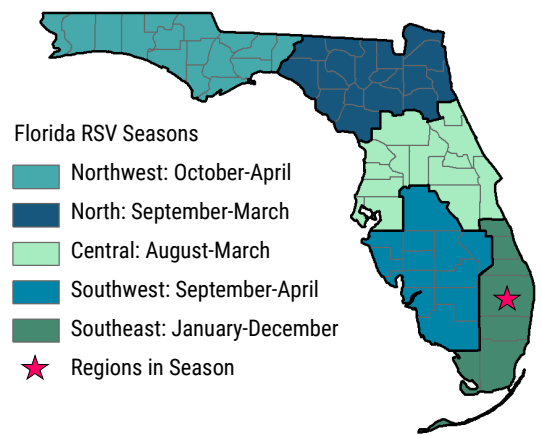 Florida RSV Seasons
Northwest: October-April
North: September-March
Central: August-March
Southwest: September-April
Southeast: January-December
Regions in Season